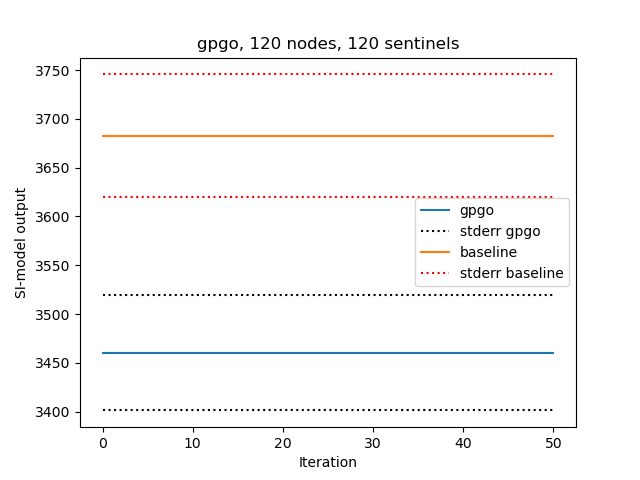 gpgo, 120 nodes, 120 sentinels
3750
3700
3650
3600
3550
3500
3450
3400
SI-model output
gpgo
stderr gpgo
baseline
stderr baseline
0 10 20 30 40 50
Iteration